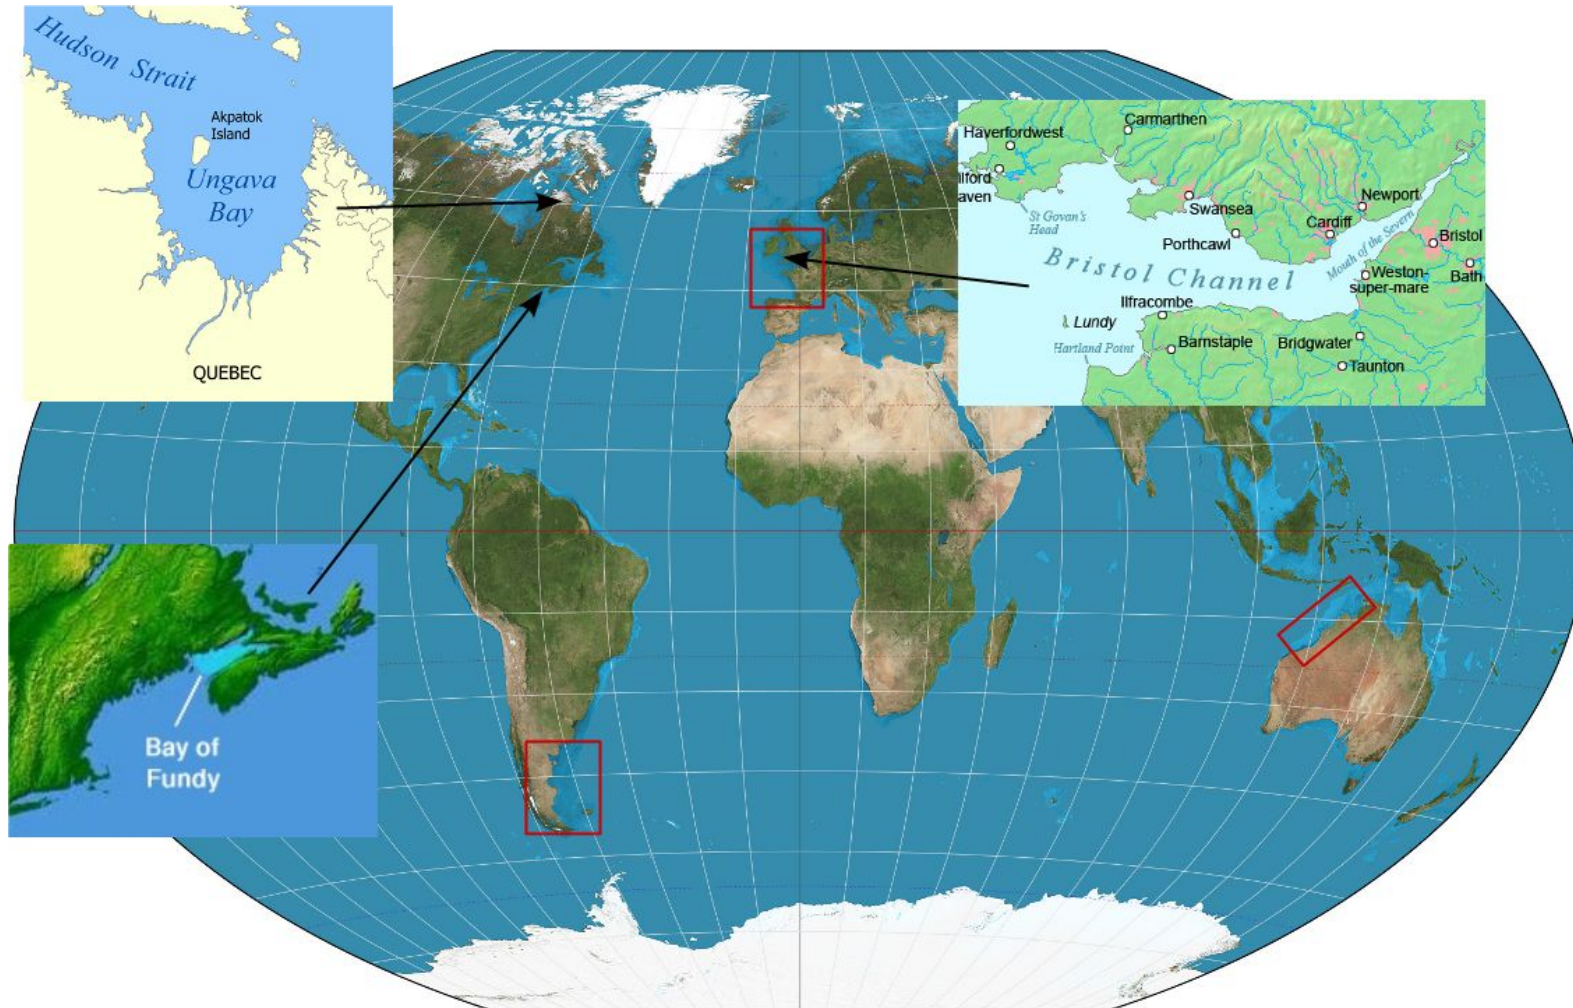 Hudson Strait
Akpatok
Island
Ungava
Bay
QUEBEC
Carmarthen
Haverfordwest
ilford
aven
St Govan's
Head
Swansea
Porthcawl
Newport
Cardiff
Mouth of the Severn
Bristol
Bath
Weston-
super-mare
Bristol Channel
Ilfracombe
Lundy
Hartland Point
Barnstaple
Bridgwater
Taunton
Bay of
Fundy